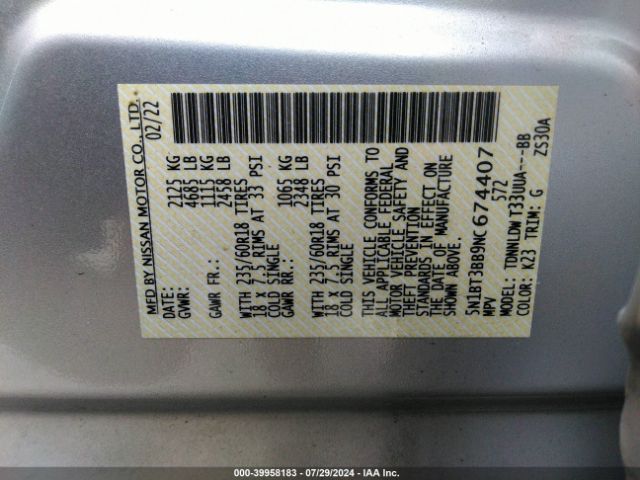 MFD BY NISSAN MOTOR CO., LTD.
DATE: 02/22
GVWR: 2125 KG
4685 LB
GAWR FR.: 1115 KG
2458 LB
WITH 235/60R18 TIRES
18 x 7.5 RIMS AT 33 PSI
COLD SINGLE
GAWR RR.: 1065 KG
2348 LB
WITH 235/60R18 TIRES
18 x 7.5 RIMS AT 30 PSI
COLD SINGLE
THIS VEHICLE CONFORMS TO
ALL APPLICABLE FEDERAL
MOTOR VEHICLE SAFETY AND
THEFT PREVENTION
STANDARDS IN EFFECT ON
THE DATE OF MANUFACTURE
SHOWN ABOVE.
5N1BT3BB9NC674407
MPV 572
MODEL: TDNNLDWT33UUA---BB
COLOR: K23 TRIM: G ZS30A
000-39958183 / 07/29/2024 - IAA Inc.